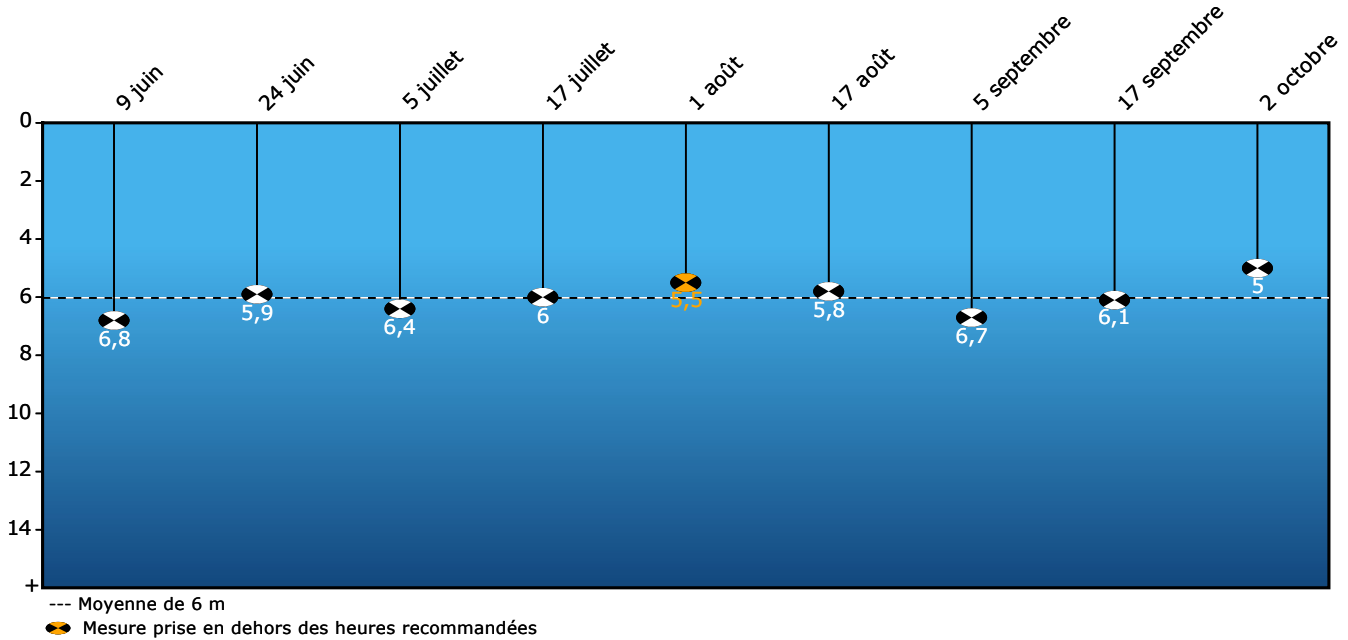 9 juin
24 juin
5 juillet
17 juillet
1 août
17 août
5 septembre
17 septembre
2 octobre
0
2
4
6
8
10
12
14
+
6,8
5,9
6,4
6
5,5
5,8
6,7
6,1
5
--- Moyenne de 6 m
Mesure prise en dehors des heures recommandées